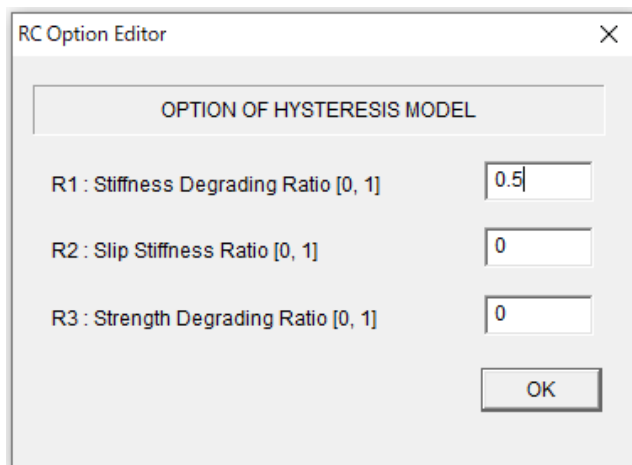 RC Option Editor
OPTION OF HYSTERESIS MODEL
R1 : Stiffness Degrading Ratio [0, 1]
0.5
R2 : Slip Stiffness Ratio [0, 1]
0
R3 : Strength Degrading Ratio [0, 1]
0
OK